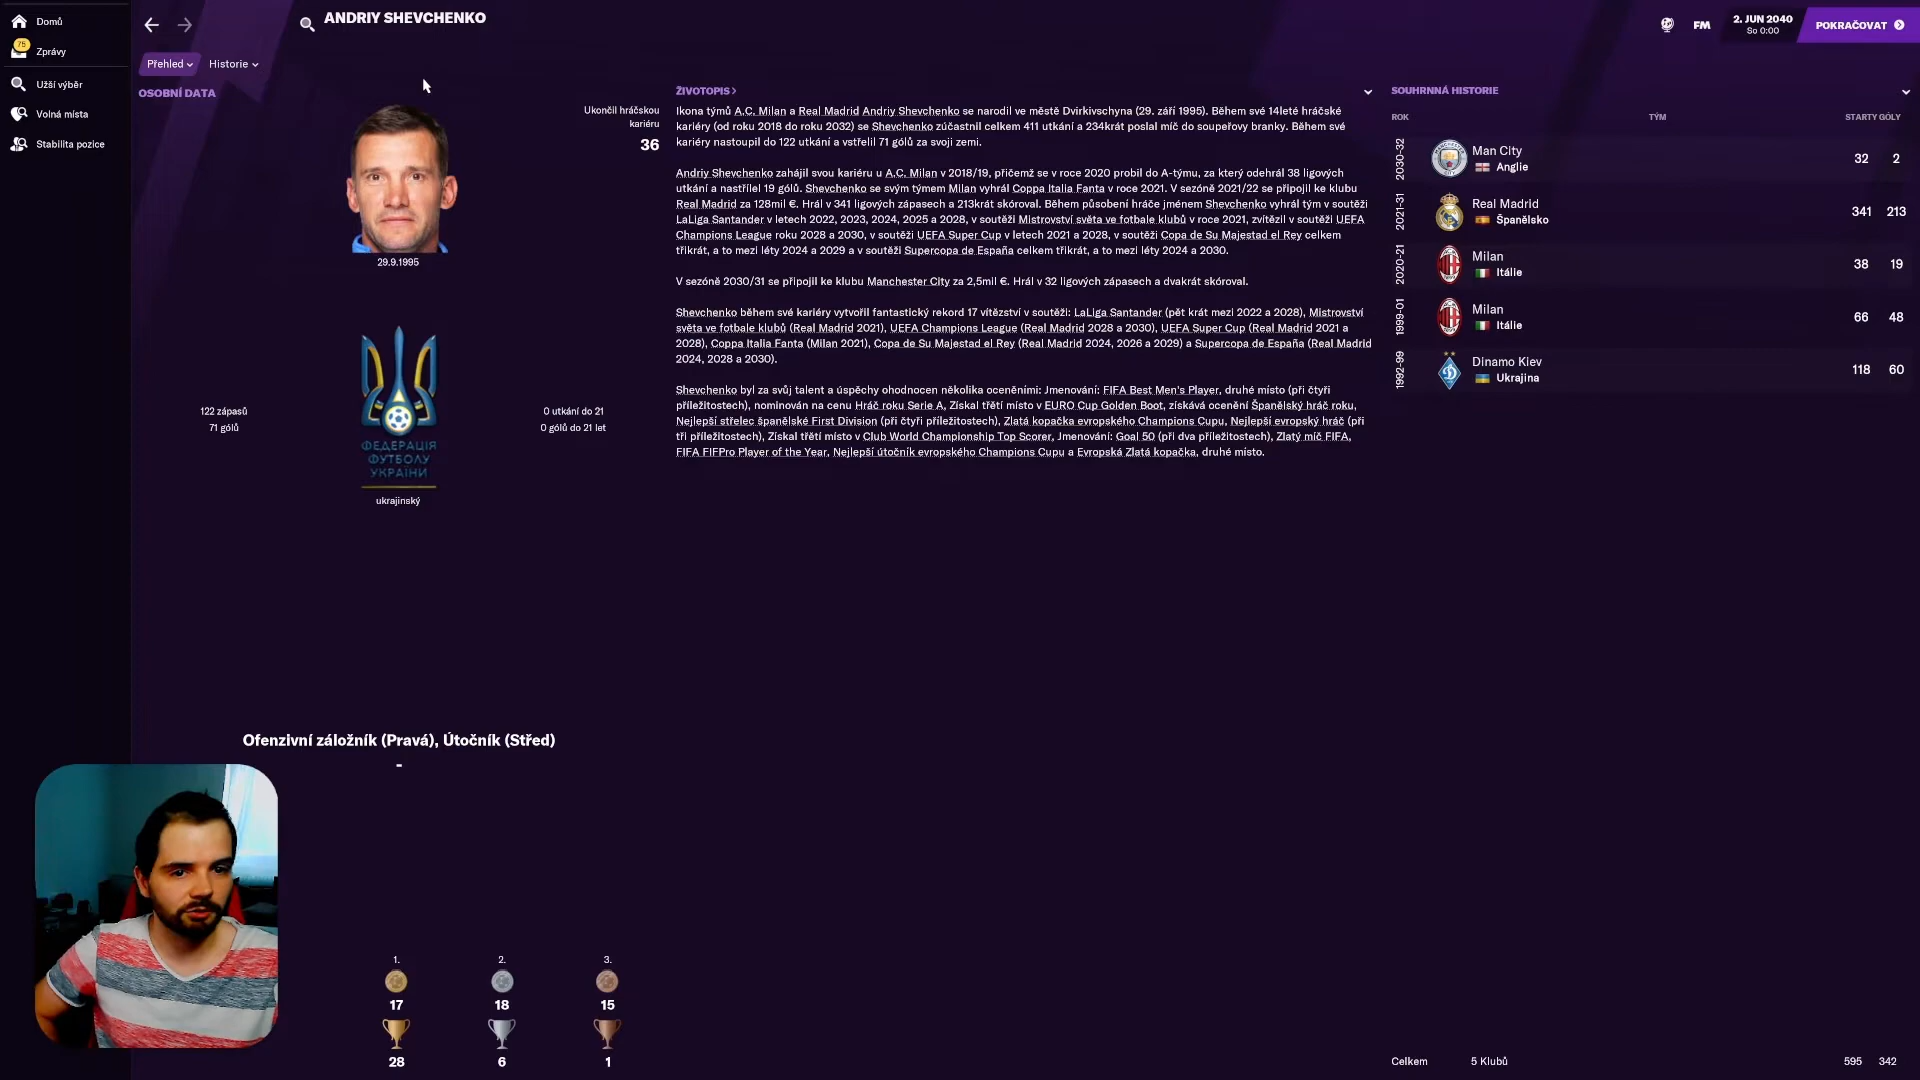 Domů
75
Zprávy
Užší výběr
Volná místa
Stabilita pozice
ANDRIY SHEVCHENKO
FM
2. JUN 2040
So 0:00
POKRAČOVAT
Přehled
Historie
OSOBNÍ DATA
Ukončil hráčskou
kariéru
36
29.9.1995
122 zápasů
71 gólů
0 utkání do 21
0 gólů do 21 let
ФЕДЕРАЦІЯ
ФУТБОЛУ
УКРАЇНИ
ukrajinský
Ofenzivní záložník (Pravá), Útočník (Střed)
-
1. 2. 3.
17 18 15
28 6 1
ŽIVOTOPIS
Ikona týmů A.C. Milan a Real Madrid Andriy Shevchenko se narodil ve městě Dvirkivschyna (29. září 1995). Během své 14leté hráčské
kariéry (od roku 2018 do roku 2032) se Shevchenko zúčastnil celkem 411 utkání a 234krát poslal míč do soupeřovy branky. Během své
kariéry nastoupil do 122 utkání a vstřelil 71 gólů za svoji zemi.
Andriy Shevchenko zahájil svou kariéru u A.C. Milan v 2018/19, přičemž se v roce 2020 probil do A-týmu, za který odehrál 38 ligových
utkání a nastřílel 19 gólů. Shevchenko se svým týmem Milan vyhrál Coppa Italia Fanta v roce 2021. V sezóně 2021/22 se připojil ke klubu
Real Madrid za 128mil €. Hrál v 341 ligových zápasech a 213krát skóroval. Během působení hráče jménem Shevchenko vyhrál tým v soutěži
LaLiga Santander v letech 2022, 2023, 2024, 2025 a 2028, v soutěži Mistrovství světa ve fotbale klubů v roce 2021, zvítězil v soutěži UEFA
Champions League roku 2028 a 2030, v soutěži UEFA Super Cup v letech 2021 a 2028, v soutěži Copa de Su Majestad el Rey celkem
třikrát, a to mezi léty 2024 a 2029 a v soutěži Supercopa de España celkem třikrát, a to mezi léty 2024 a 2030.
V sezóně 2030/31 se připojil ke klubu Manchester City za 2,5mil €. Hrál v 32 ligových zápasech a dvakrát skóroval.
Shevchenko během své kariéry vytvořil fantastický rekord 17 vítězství v soutěži: LaLiga Santander (pět krát mezi 2022 a 2028), Mistrovství
světa ve fotbale klubů (Real Madrid 2021), UEFA Champions League (Real Madrid 2028 a 2030), UEFA Super Cup (Real Madrid 2021 a
2028), Coppa Italia Fanta (Milan 2021), Copa de Su Majestad el Rey (Real Madrid 2024, 2026 a 2029) a Supercopa de España (Real Madrid
2024, 2028 a 2030).
Shevchenko byl za svůj talent a úspěchy ohodnocen několika oceněními: Jmenování: FIFA Best Men's Player, druhé místo (při čtyři
příležitostech), nominován na cenu Hráč roku Serie A, Získal třetí místo v EURO Cup Golden Boot, získává ocenění Španělský hráč roku,
Nejlepší střelec španělské First Division (při čtyři příležitostech), Zlatá kopačka evropského Champions Cupu, Nejlepší evropský hráč (při
tři příležitostech), Získal třetí místo v Club World Championship Top Scorer, Jmenování: Goal 50 (při dva příležitostech), Zlatý míč FIFA,
FIFA FIFPro Player of the Year, Nejlepší útočník evropského Champions Cupu a Evropská Zlatá kopačka, druhé místo.
SOUHRNNÁ HISTORIE
ROK TÝM STARTY GÓLY
2030-32 Man City 32 2
Anglie
2021-31 Real Madrid 341 213
Španělsko
2020-21 Milan 38 19
Itálie
1999-01 Milan 66 48
Itálie
1992-99 Dinamo Kiev 118 60
Ukrajina
Celkem 5 Klubů 595 342